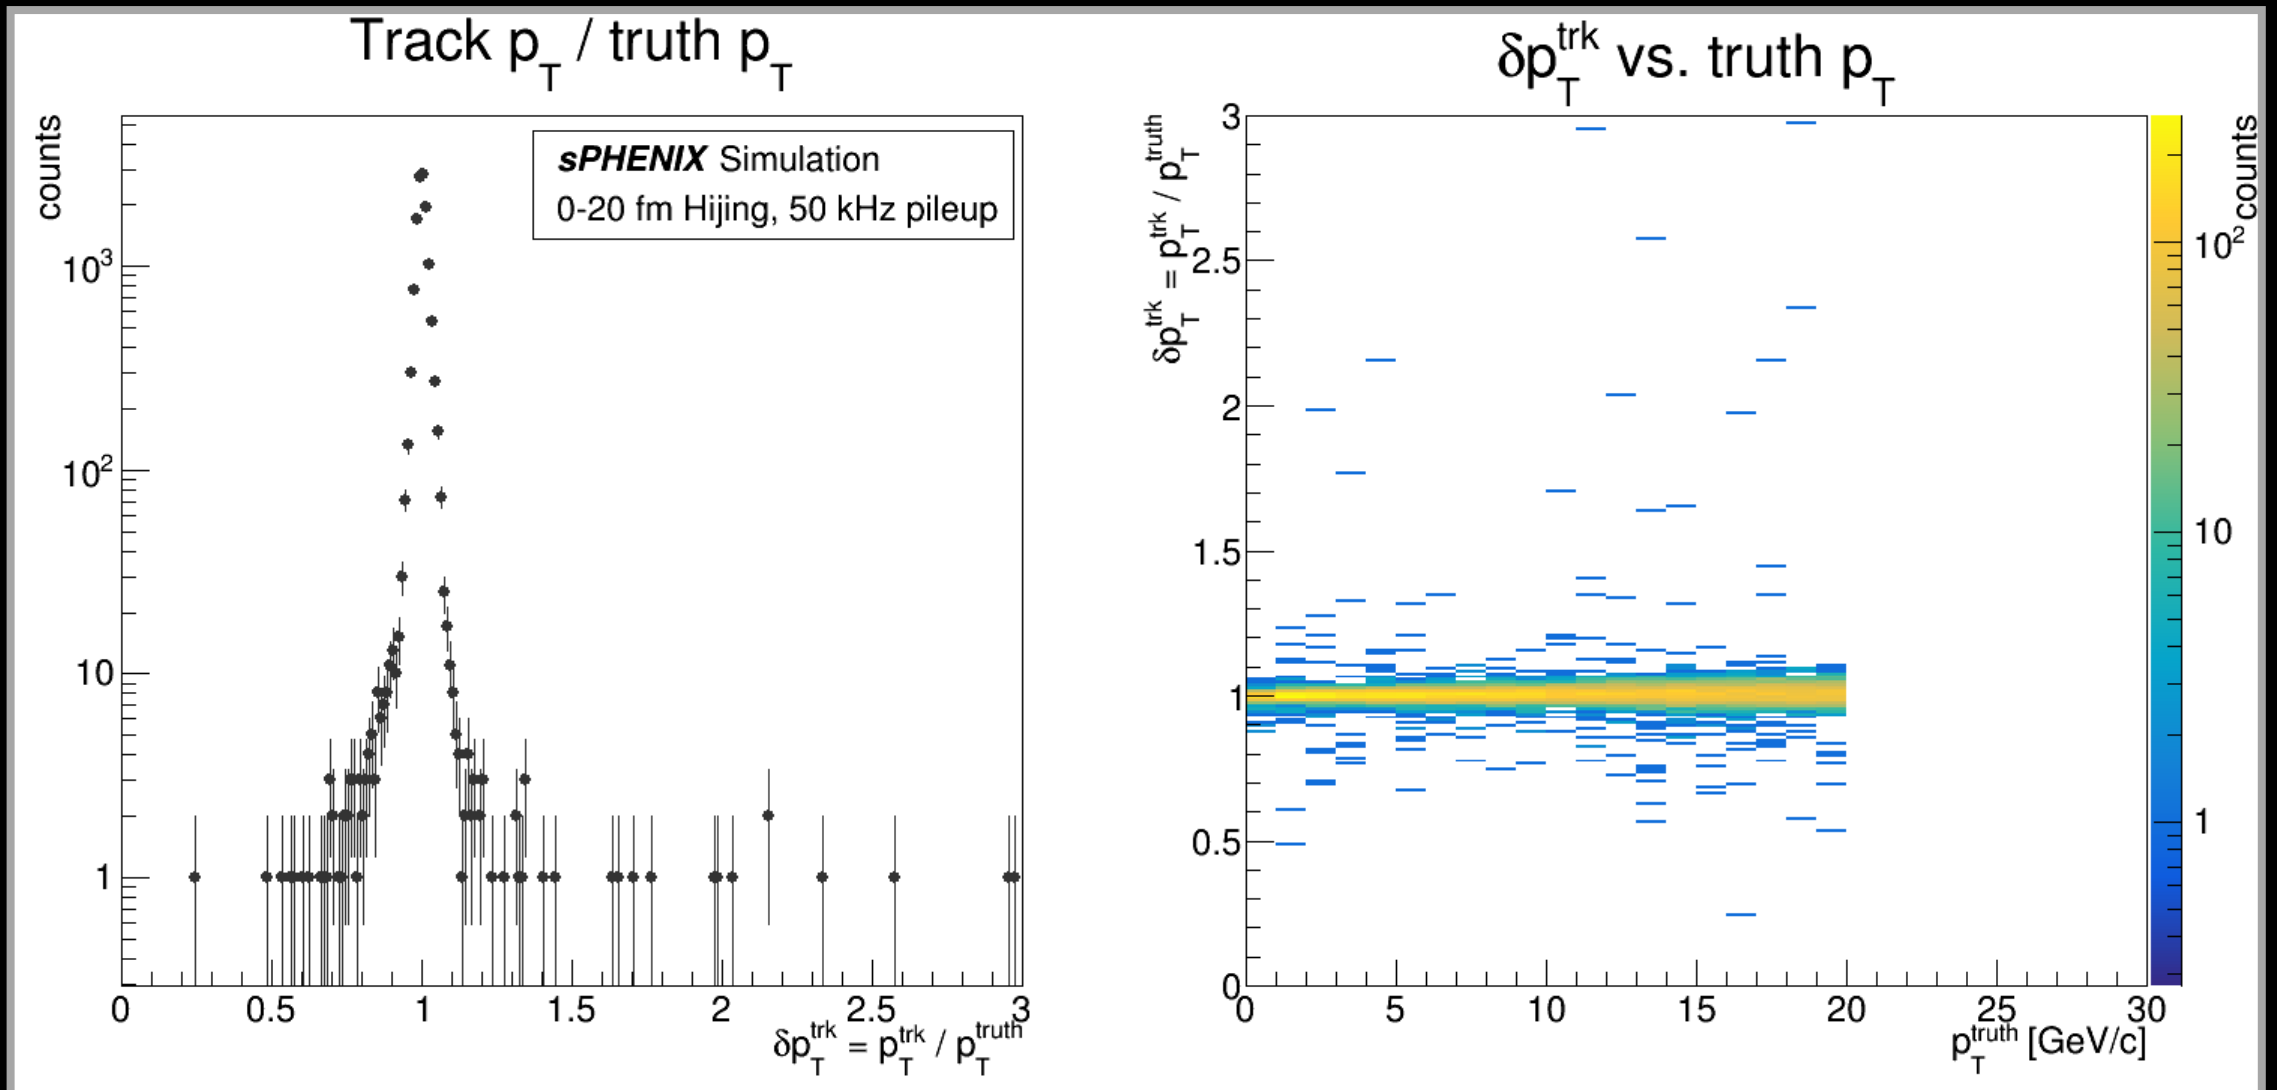 Track p_T / truth p_T
counts
sPHENIX Simulation
0-20 fm Hijing, 50 kHz pileup
10^3
10^2
10
1
0 0.5 1 1.5 2 2.5 3
δp_T^trk = p_T^trk / p_T^truth
δp_T^trk vs. truth p_T
δp_T^trk = p_T^trk / p_T^truth
3
2.5
2
1.5
1
0.5
0
0 5 10 15 20 25 30
p_T^truth [GeV/c]
counts
10^2
10
1